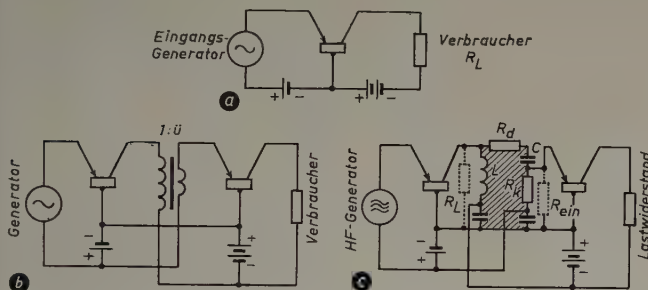 Eingangs-
Generator
Verbraucher
R_L
+ -
+ -
a
1:ü
Generator
Verbraucher
-
+
+
-
b
R_d
C
L
R_k
R_L
R_ein
HF-Generator
Lastwiderstand
-
+
+
-
c